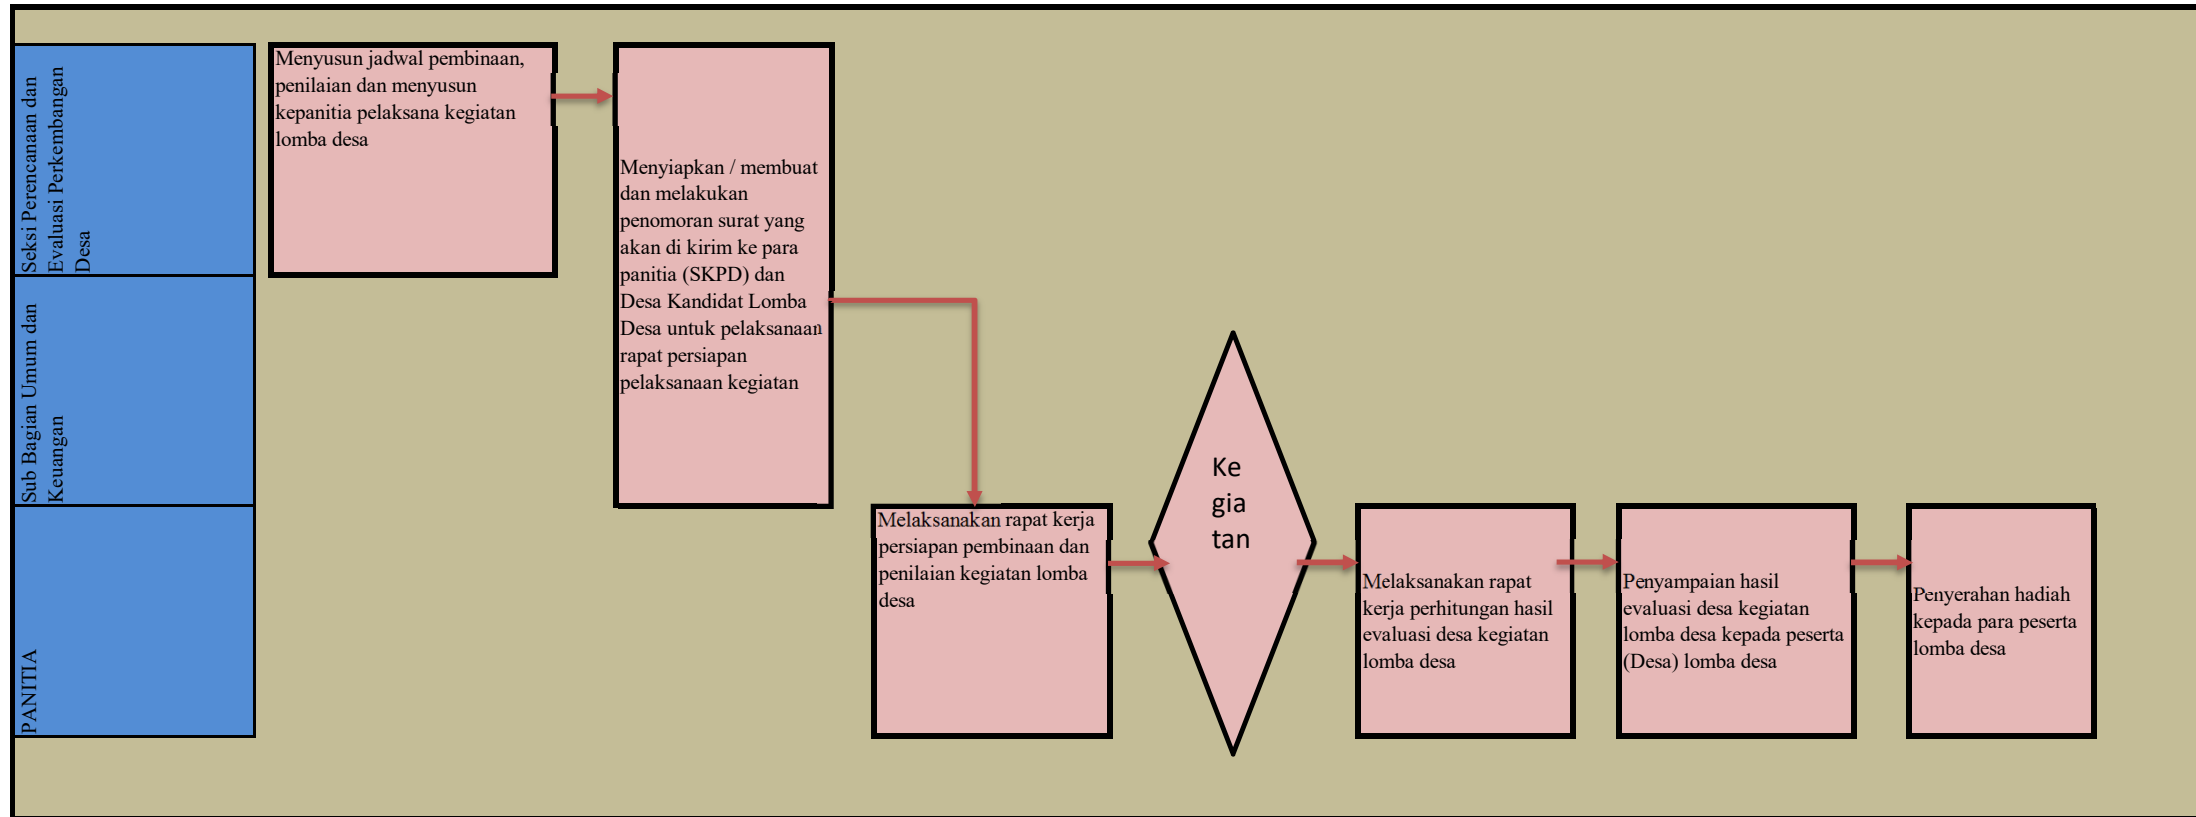 Seksi Perencanaan dan
Evaluasi Perkembangan
Desa
Menyusun jadwal pembinaan,
penilaian dan menyusun
kepanitia pelaksana kegiatan
lomba desa
Menyiapkan / membuat
dan melakukan
penomoran surat yang
akan di kirim ke para
panitia (SKPD) dan
Desa Kandidat Lomba
Desa untuk pelaksanaan
rapat persiapan
pelaksanaan kegiatan
Sub Bagian Umum dan
Keuangan
PANITIA
Melaksanakan rapat kerja
persiapan pembinaan dan
penilaian kegiatan lomba
desa
Ke
gia
tan
Melaksanakan rapat
kerja perhitungan hasil
evaluasi desa kegiatan
lomba desa
Penyampaian hasil
evaluasi desa kegiatan
lomba desa kepada peserta
(Desa) lomba desa
Penyerahan hadiah
kepada para peserta
lomba desa